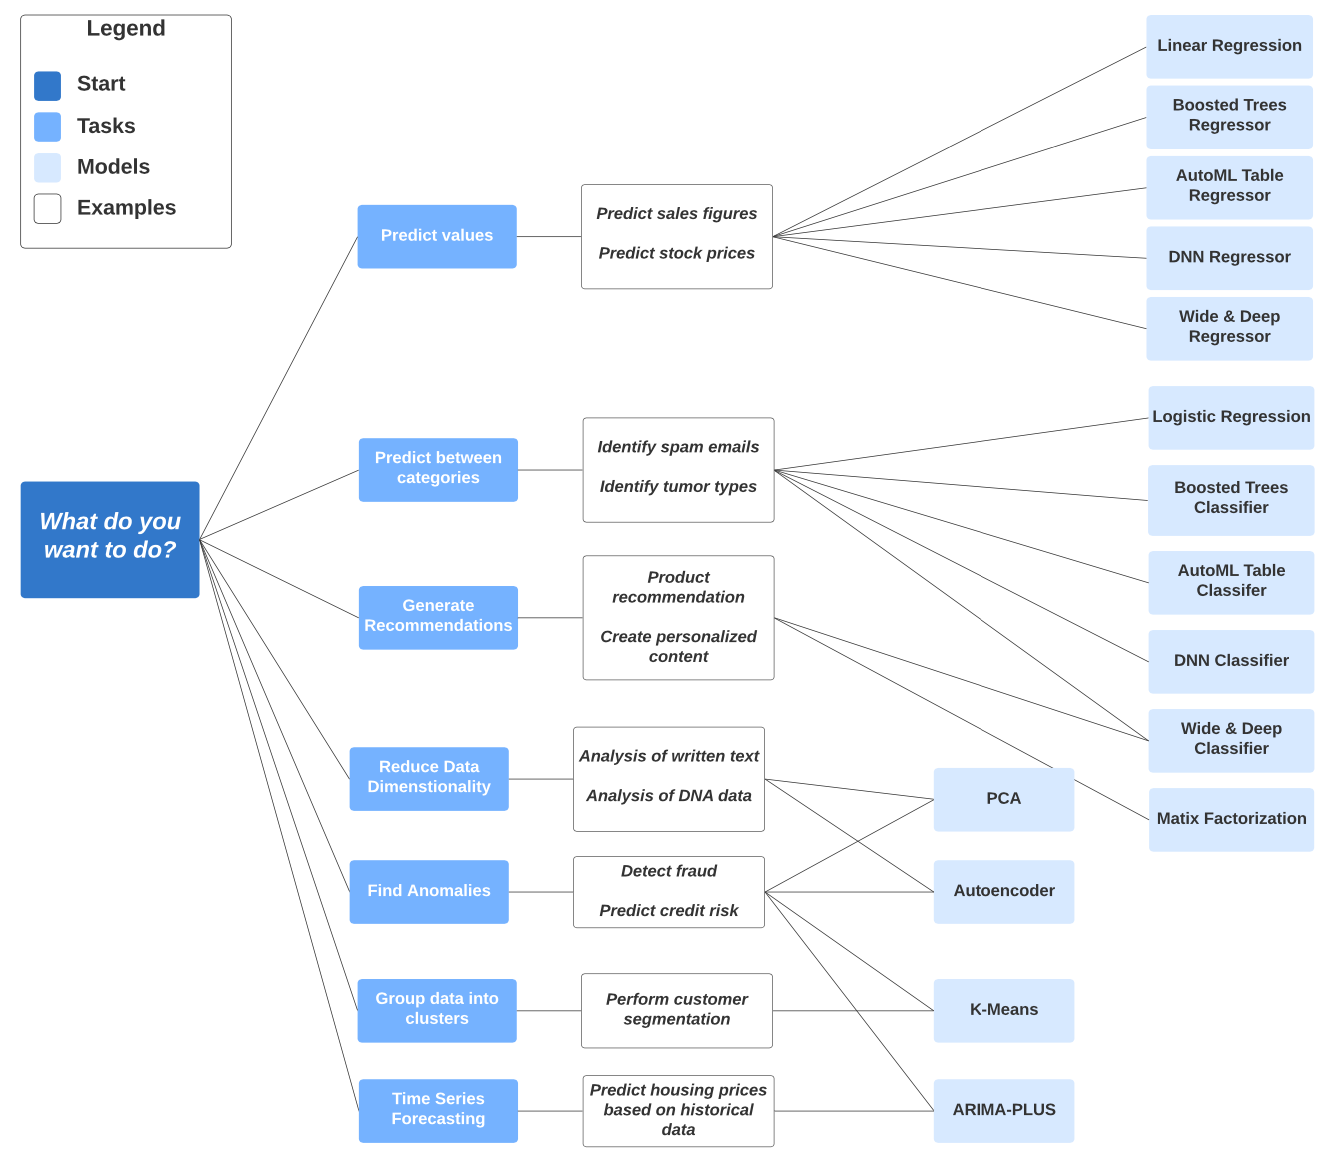 Legend
Start
Tasks
Models
Examples
What do you
want to do?
Predict values
Predict sales figures
Predict stock prices
Linear Regression
Boosted Trees
Regressor
AutoML Table
Regressor
DNN Regressor
Wide & Deep
Regressor
Predict between
categories
Identify spam emails
Identify tumor types
Logistic Regression
Boosted Trees
Classifier
AutoML Table
Classifer
DNN Classifier
Wide & Deep
Classifier
Generate
Recommendations
Product
recommendation
Create personalized
content
Matix Factorization
Reduce Data
Dimenstionality
Analysis of written text
Analysis of DNA data
PCA
Autoencoder
Find Anomalies
Detect fraud
Predict credit risk
Group data into
clusters
Perform customer
segmentation
K-Means
Time Series
Forecasting
Predict housing prices
based on historical
data
ARIMA-PLUS